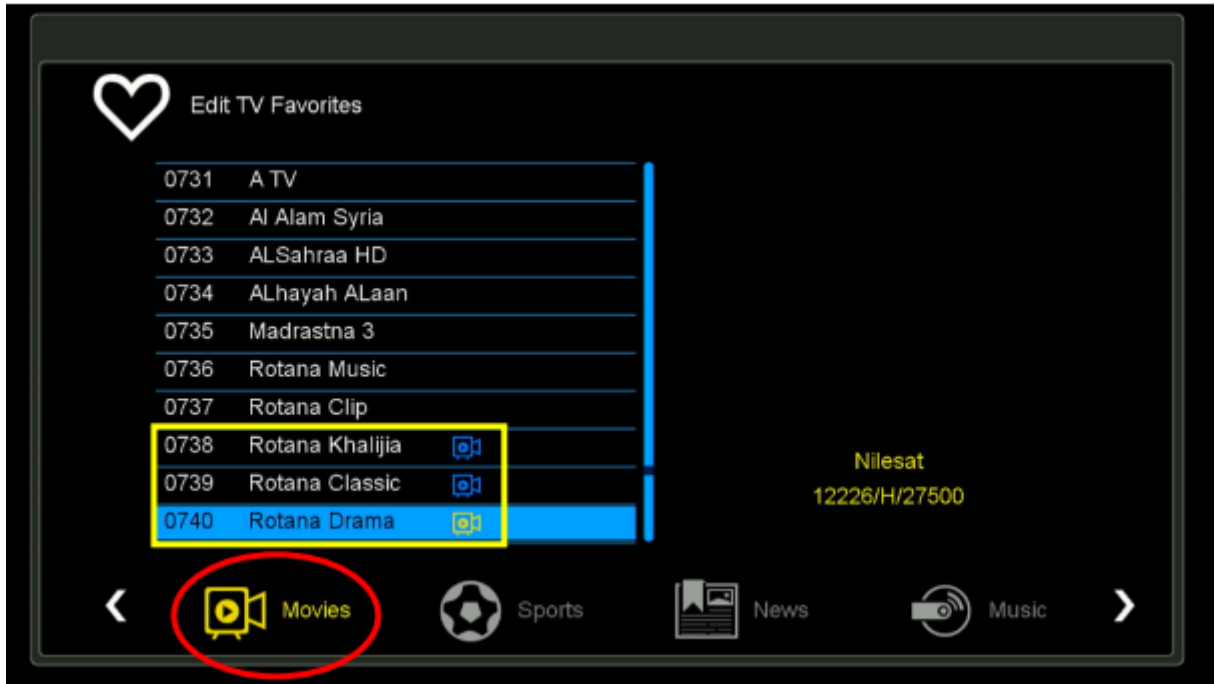 Edit TV Favorites
0731 A TV
0732 Al Alam Syria
0733 ALSahraa HD
0734 ALhayah ALaan
0735 Madrastna 3
0736 Rotana Music
0737 Rotana Clip
0738 Rotana Khalijia
0739 Rotana Classic
0740 Rotana Drama
Nilesat
12226/H/27500
Movies Sports News Music